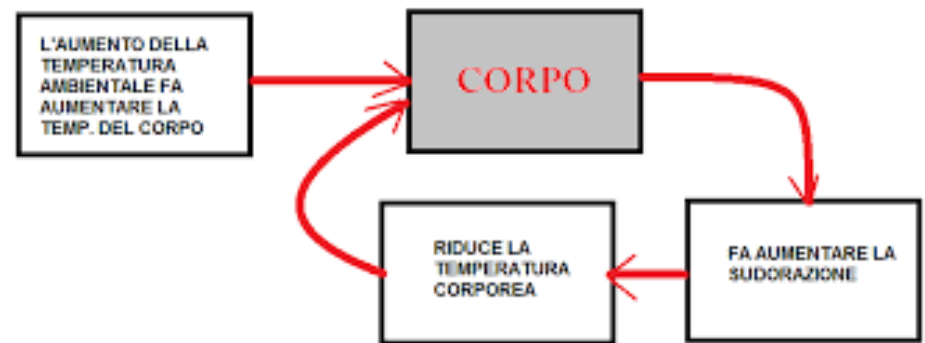 L'AUMENTO DELLA
TEMPERATURA
AMBIENTALE FA
AUMENTARE LA
TEMP. DEL CORPO
CORPO
RIDUCE LA
TEMPERATURA
CORPOREA
FA AUMENTARE LA
SUDORAZIONE